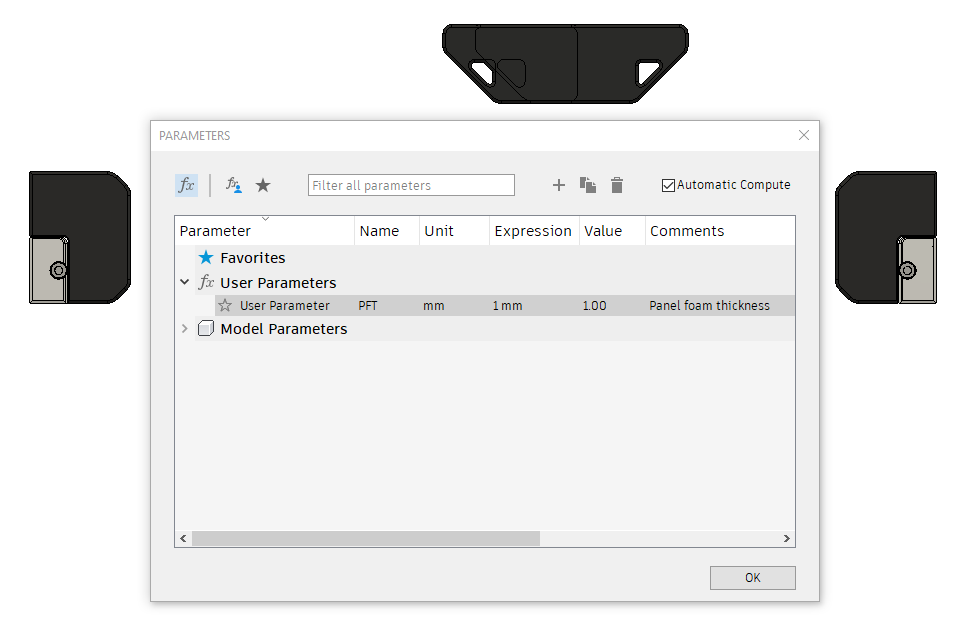 PARAMETERS
fx fx Filter all parameters Automatic Compute
Parameter Name Unit Expression Value Comments
Favorites
fx User Parameters
User Parameter PFT mm 1 mm 1.00 Panel foam thickness
Model Parameters
OK